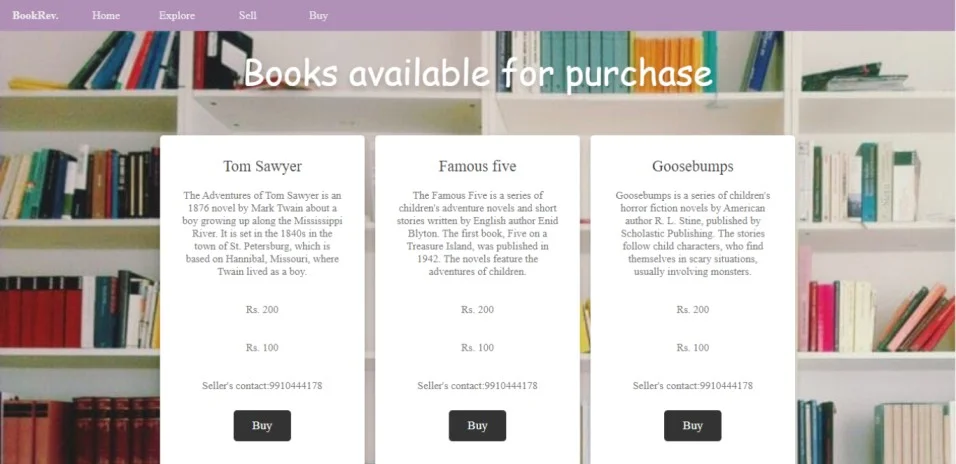 BookRev. Home Explore Sell Buy
Books available for purchase
Tom Sawyer
The Adventures of Tom Sawyer is an
1876 novel by Mark Twain about a
boy growing up along the Mississippi
River. It is set in the 1840s in the
town of St. Petersburg, which is
based on Hannibal, Missouri, where
Twain lived as a boy.
Rs. 200
Rs. 100
Seller's contact:9910444178
Buy
Famous five
The Famous Five is a series of
children's adventure novels and short
stories written by English author Enid
Blyton. The first book, Five on a
Treasure Island, was published in
1942. The novels feature the
adventures of children.
Rs. 200
Rs. 100
Seller's contact:9910444178
Buy
Goosebumps
Goosebumps is a series of children's
horror fiction novels by American
author R. L. Stine, published by
Scholastic Publishing. The stories
follow child characters, who find
themselves in scary situations,
usually involving monsters.
Rs. 200
Rs. 100
Seller's contact:9910444178
Buy